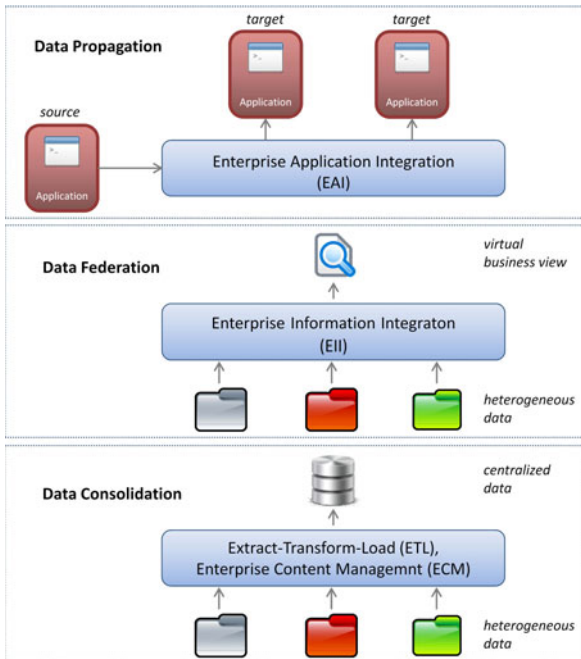 target
target
Data Propagation
>_
>_
Application
Application
source
>_
Application
Enterprise Application Integration
(EAI)
virtual
business view
Data Federation
Enterprise Information Integraton
(EII)
heterogeneous
data
centralized
data
Data Consolidation
Extract-Transform-Load (ETL),
Enterprise Content Managemnt (ECM)
heterogeneous
data